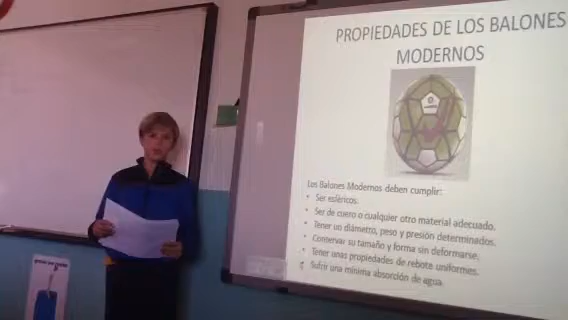 PROPIEDADES DE LOS BALONES
MODERNOS
Los Balones Modernos deben cumplir:
• Ser esféricos.
• Ser de cuero o cualquier otro material adecuado.
• Tener un diámetro, peso y presión determinados.
• Conservar su tamaño y forma sin deformarse.
• Tener unas propiedades de rebote uniformes.
• Sufrir una mínima absorción de agua.